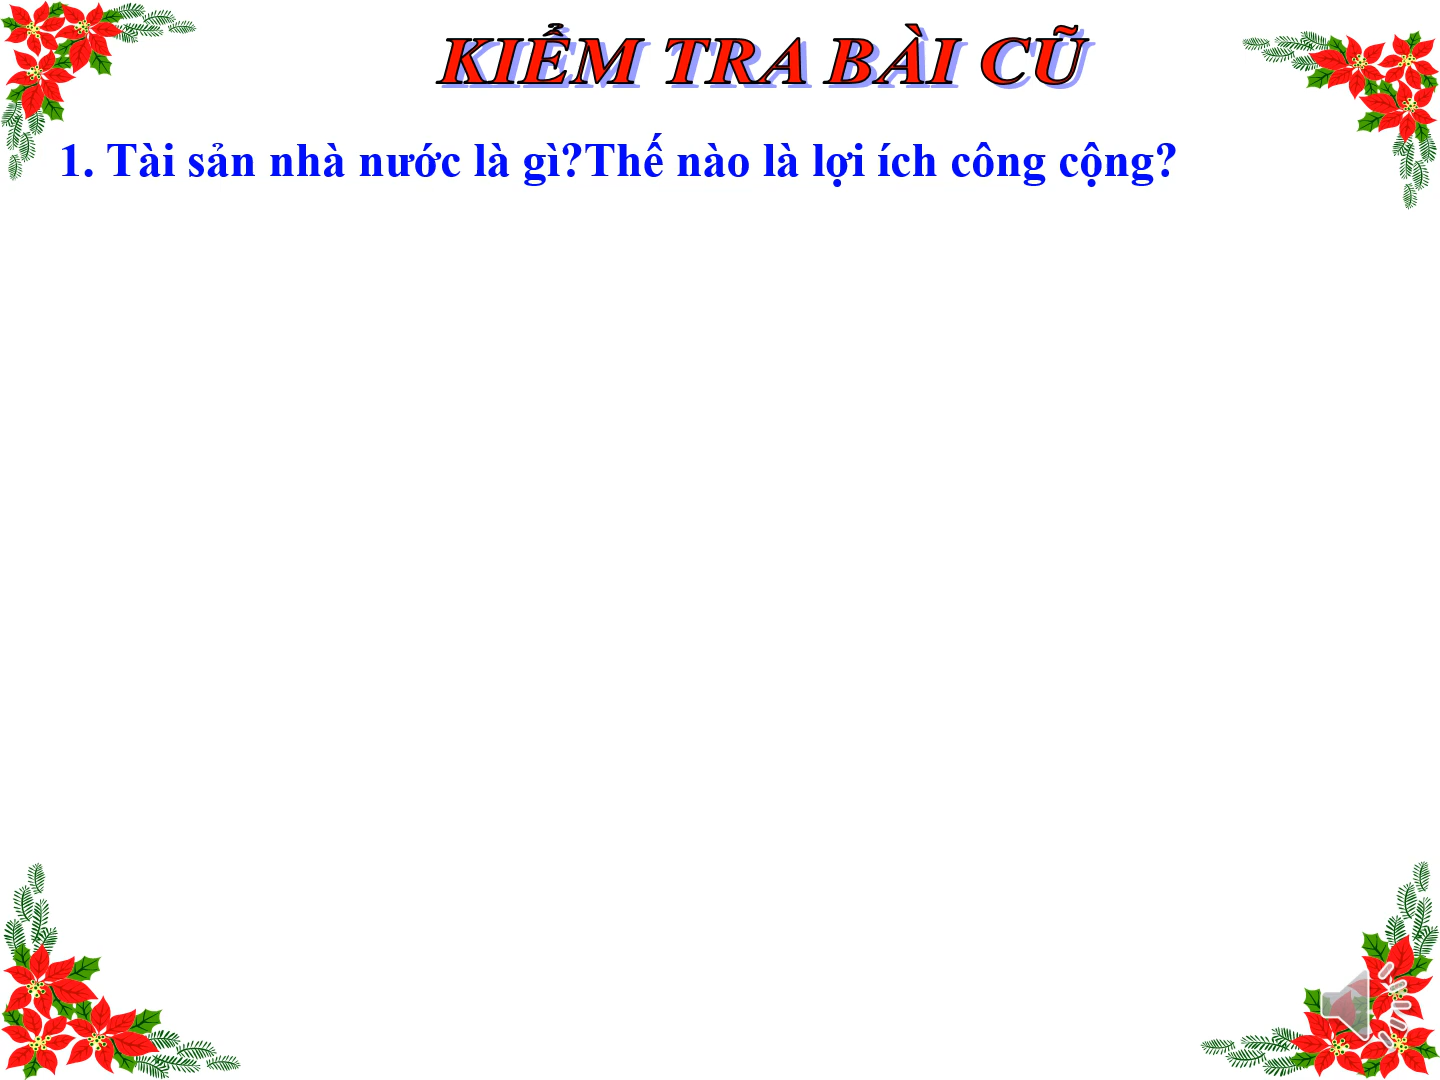 KIỂM TRA BÀI CŨ
1. Tài sản nhà nước là gì?Thế nào là lợi ích công cộng?